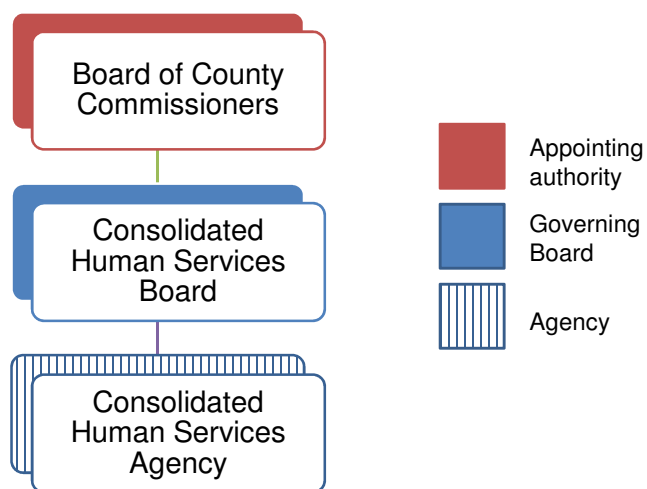 Board of County
Commissioners
Consolidated
Human Services
Board
Consolidated
Human Services
Agency
Appointing
authority
Governing
Board
Agency